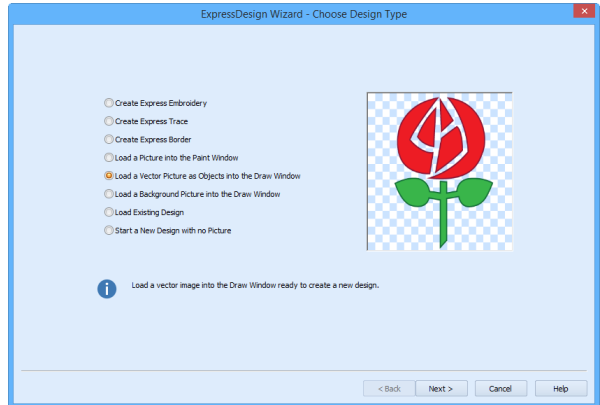 ExpressDesign Wizard - Choose Design Type
Create Express Embroidery
Create Express Trace
Create Express Border
Load a Picture into the Paint Window
Load a Vector Picture as Objects into the Draw Window
Load a Background Picture into the Draw Window
Load Existing Design
Start a New Design with no Picture
Load a vector image into the Draw Window ready to create a new design.
< Back Next > Cancel Help